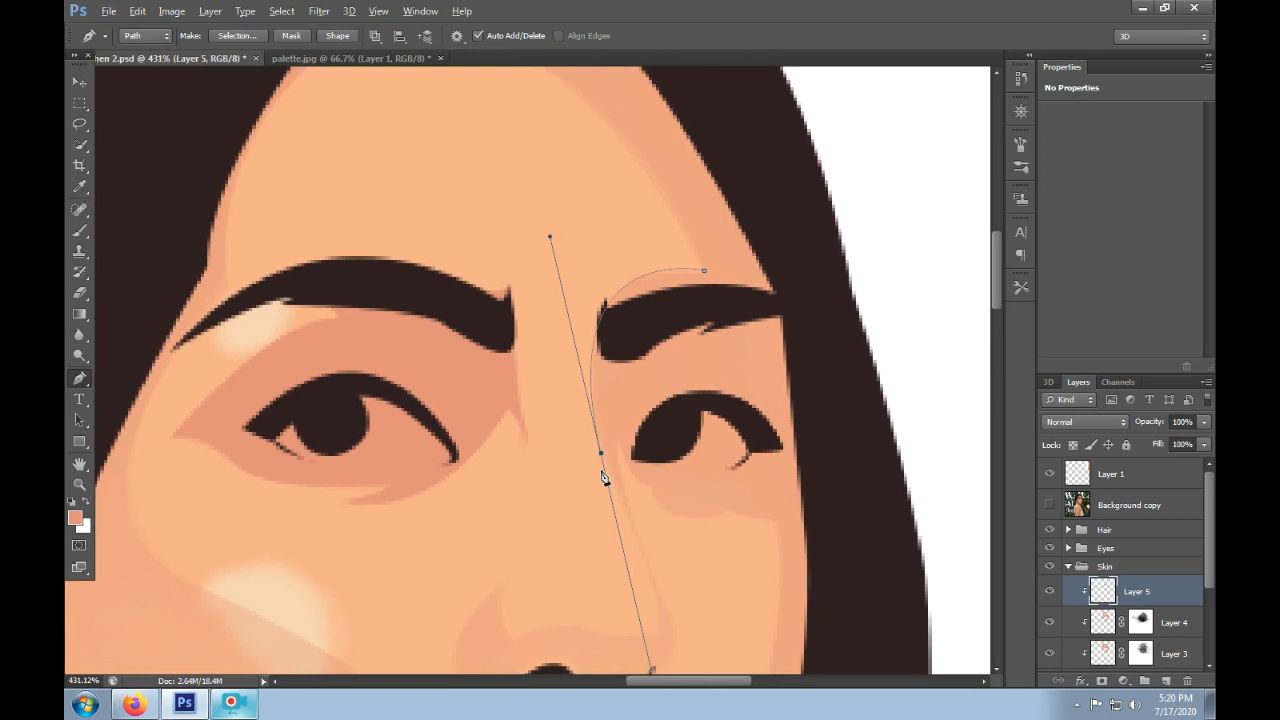 Ps File Edit Image Layer Type Select Filter 3D View Window Help
Path Make: Selection... Mask Shape Auto Add/Delete Align Edges 3D
hen 2.psd @ 431% (Layer 5, RGB/8) * × palette.jpg @ 66.7% (Layer 1, RGB/8) * ×
Properties
No Properties
3D Layers Channels
Kind
Normal Opacity: 100%
Lock: Fill: 100%
Layer 1
Background copy
Hair
Eyes
Skin
Layer 5
Layer 4
Layer 3
431.12% Doc: 2.64M/18.4M
Ps 5:20 PM
7/17/2020